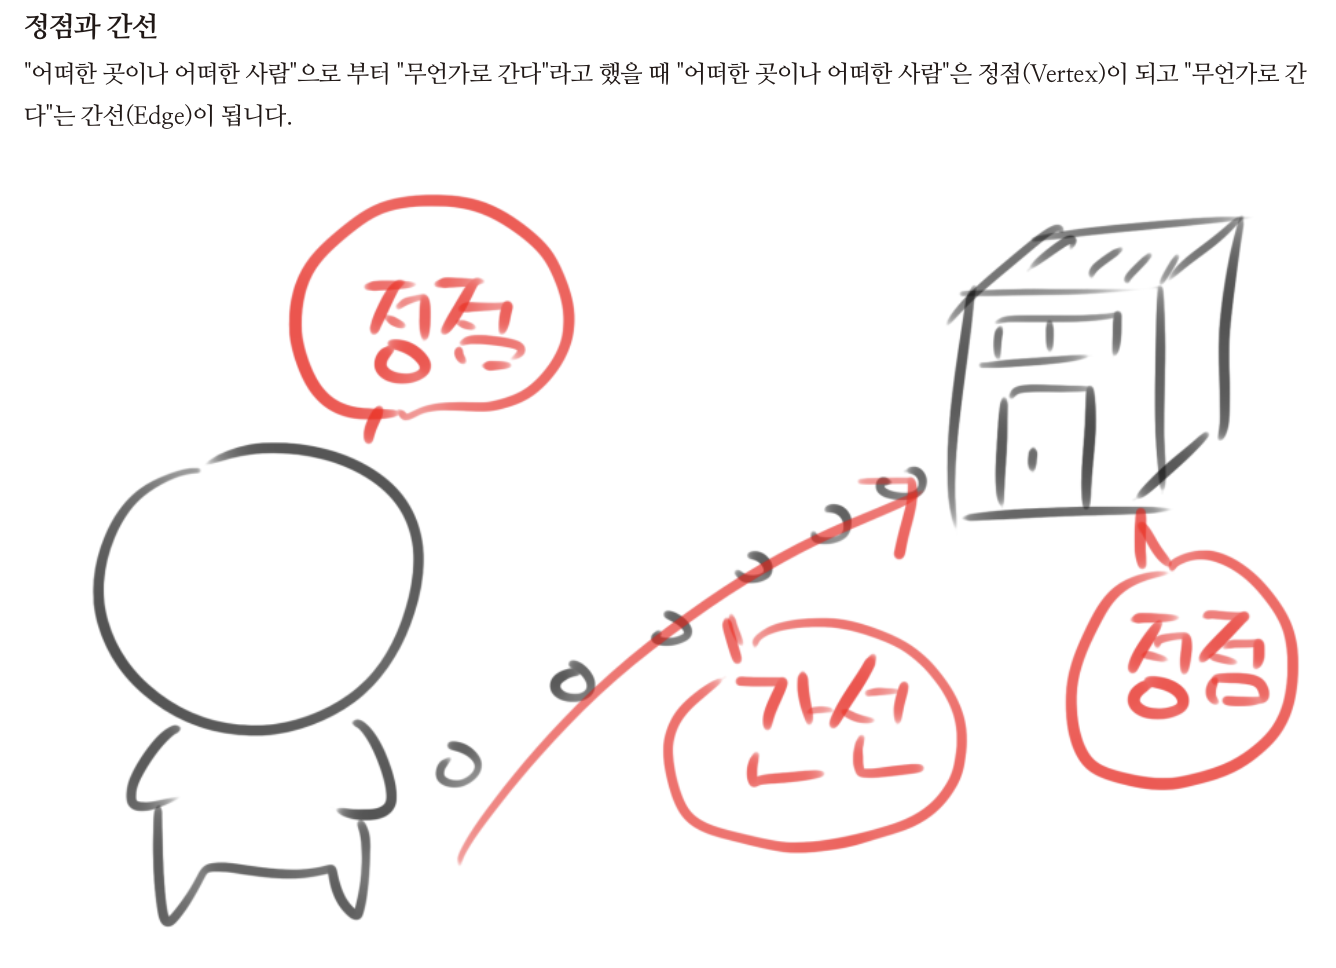 정점과 간선
"어떠한 곳이나 어떠한 사람"으로 부터 "무언가로 간다"라고 했을 때 "어떠한 곳이나 어떠한 사람"은 정점(Vertex)이 되고 "무언가로 간
다"는 간선(Edge)이 됩니다.
정점
간선
정점